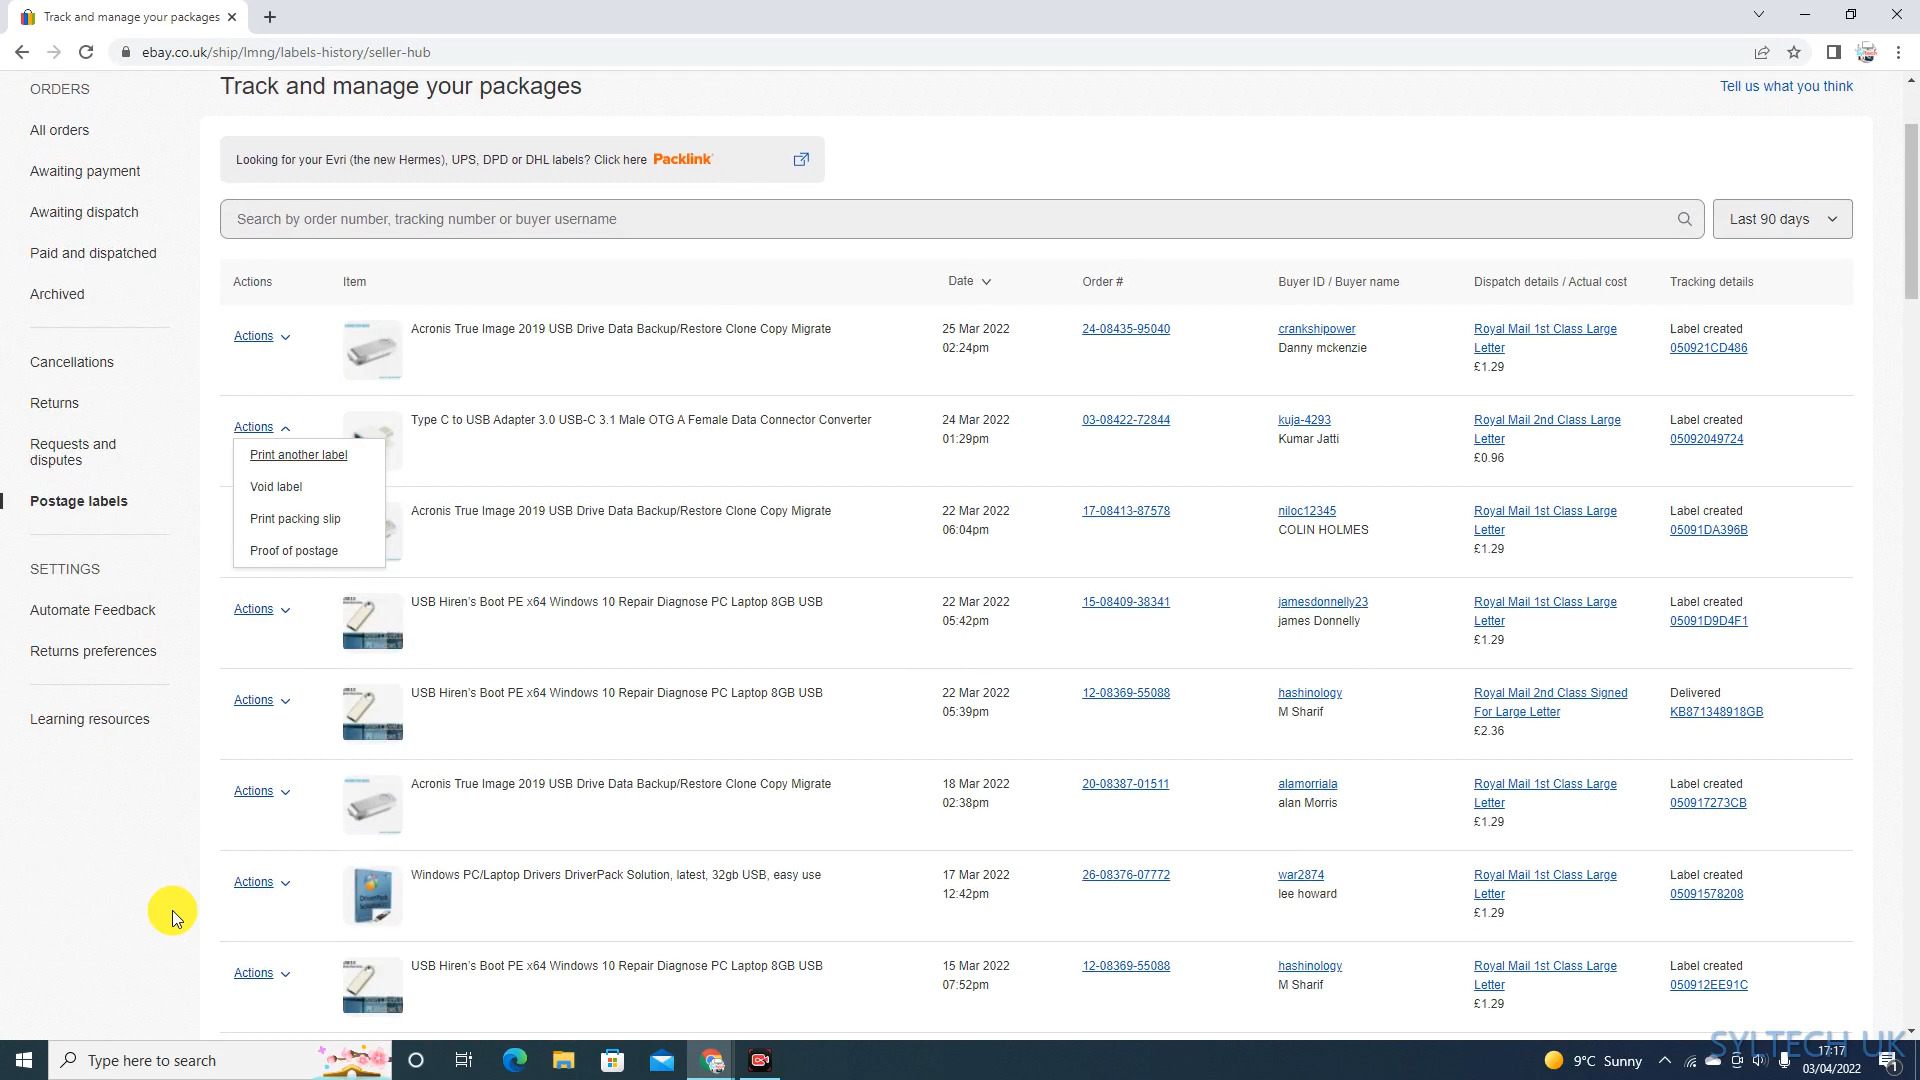 Track and manage your packages
ebay.co.uk/ship/lmng/labels-history/seller-hub
ORDERS
All orders
Awaiting payment
Awaiting dispatch
Paid and dispatched
Archived
Cancellations
Returns
Requests and
disputes
Postage labels
SETTINGS
Automate Feedback
Returns preferences
Learning resources
Track and manage your packages
Tell us what you think
Looking for your Evri (the new Hermes), UPS, DPD or DHL labels? Click here Packlink
Search by order number, tracking number or buyer username
Last 90 days
Actions Item Date Order # Buyer ID / Buyer name Dispatch details / Actual cost Tracking details
Actions Acronis True Image 2019 USB Drive Data Backup/Restore Clone Copy Migrate 25 Mar 2022 24-08435-95040 crankshipower Royal Mail 1st Class Large Label created
02:24pm Danny mckenzie Letter 050921CD486
£1.29
Actions Type C to USB Adapter 3.0 USB-C 3.1 Male OTG A Female Data Connector Converter 24 Mar 2022 03-08422-72844 kuja-4293 Royal Mail 2nd Class Large Label created
01:29pm Kumar Jatti Letter 05092049724
£0.96
Print another label
Void label
Print packing slip
Proof of postage
Acronis True Image 2019 USB Drive Data Backup/Restore Clone Copy Migrate 22 Mar 2022 17-08413-87578 niloc12345 Royal Mail 1st Class Large Label created
06:04pm COLIN HOLMES Letter 05091DA396B
£1.29
Actions USB Hiren's Boot PE x64 Windows 10 Repair Diagnose PC Laptop 8GB USB 22 Mar 2022 15-08409-38341 jamesdonnelly23 Royal Mail 1st Class Large Label created
05:42pm james Donnelly Letter 05091D9D4F1
£1.29
Actions USB Hiren's Boot PE x64 Windows 10 Repair Diagnose PC Laptop 8GB USB 22 Mar 2022 12-08369-55088 hashinology Royal Mail 2nd Class Signed Delivered
05:39pm M Sharif For Large Letter KB871348918GB
£2.36
Actions Acronis True Image 2019 USB Drive Data Backup/Restore Clone Copy Migrate 18 Mar 2022 20-08387-01511 alamorriala Royal Mail 1st Class Large Label created
02:38pm alan Morris Letter 050917273CB
£1.29
Actions Windows PC/Laptop Drivers DriverPack Solution, latest, 32gb USB, easy use 17 Mar 2022 26-08376-07772 war2874 Royal Mail 1st Class Large Label created
12:42pm lee howard Letter 05091578208
£1.29
Actions USB Hiren's Boot PE x64 Windows 10 Repair Diagnose PC Laptop 8GB USB 15 Mar 2022 12-08369-55088 hashinology Royal Mail 1st Class Large Label created
07:52pm M Sharif Letter 050912EE91C
£1.29
SYLTECH UK
Type here to search
9°C Sunny
17:17
03/04/2022
1